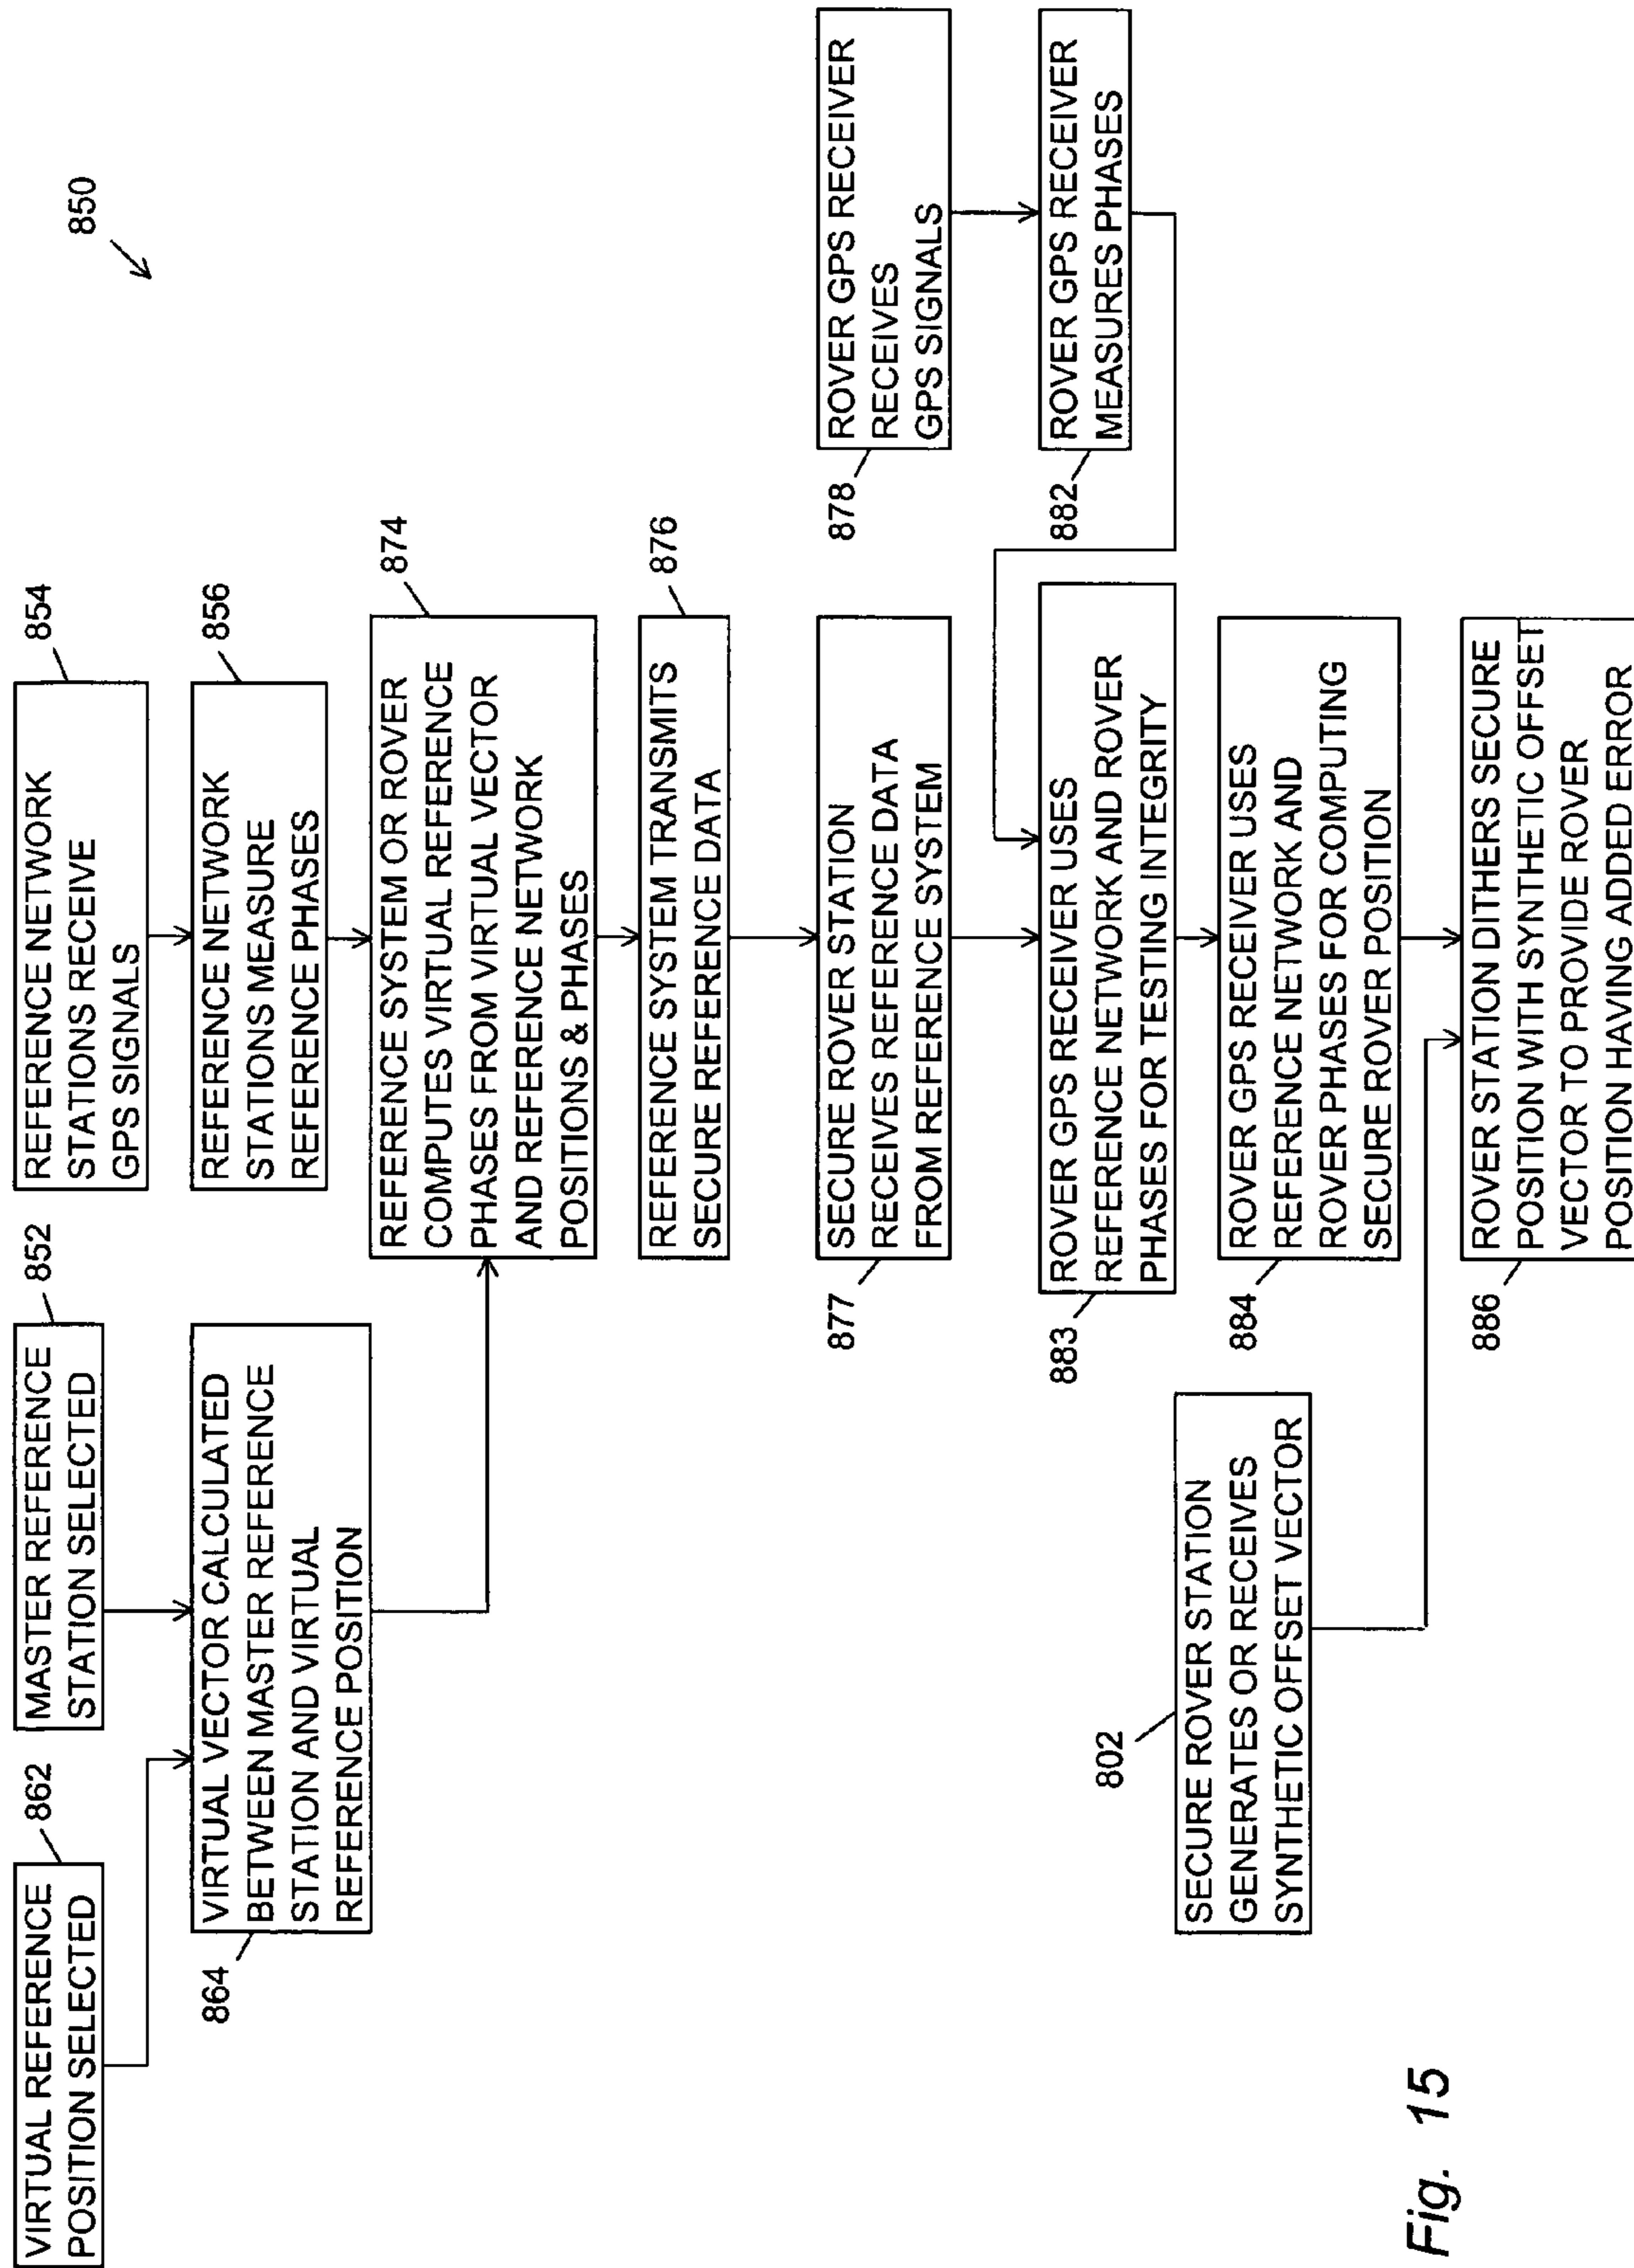 850
862
VIRTUAL REFERENCE
POSITION SELECTED
852
MASTER REFERENCE
STATION SELECTED
854
REFERENCE NETWORK
STATIONS RECEIVE
GPS SIGNALS
864
VIRTUAL VECTOR CALCULATED
BETWEEN MASTER REFERENCE
STATION AND VIRTUAL
REFERENCE POSITION
856
REFERENCE NETWORK
STATIONS MEASURE
REFERENCE PHASES
874
REFERENCE SYSTEM OR ROVER
COMPUTES VIRTUAL REFERENCE
PHASES FROM VIRTUAL VECTOR
AND REFERENCE NETWORK
POSITIONS & PHASES
876
REFERENCE SYSTEM TRANSMITS
SECURE REFERENCE DATA
877
SECURE ROVER STATION
RECEIVES REFERENCE DATA
FROM REFERENCE SYSTEM
878
ROVER GPS RECEIVER
RECEIVES
GPS SIGNALS
882
ROVER GPS RECEIVER
MEASURES PHASES
883
ROVER GPS RECEIVER USES
REFERENCE NETWORK AND ROVER
PHASES FOR TESTING INTEGRITY
802
SECURE ROVER STATION
GENERATES OR RECEIVES
SYNTHETIC OFFSET VECTOR
884
ROVER GPS RECEIVER USES
REFERENCE NETWORK AND
ROVER PHASES FOR COMPUTING
SECURE ROVER POSITION
886
ROVER STATION DITHERS SECURE
POSITION WITH SYNTHETIC OFFSET
VECTOR TO PROVIDE ROVER
POSITION HAVING ADDED ERROR
Fig. 15